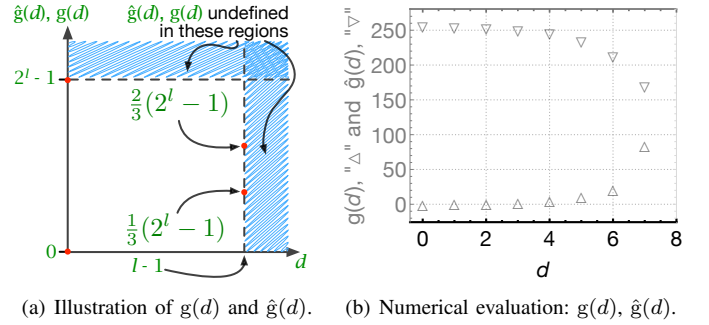 ĝ(d), g(d)
ĝ(d), g(d) undefined
in these regions
2^l - 1
2/3(2^l − 1)
1/3(2^l − 1)
0
l - 1
d
(a) Illustration of g(d) and ĝ(d).
g(d), "△" and ĝ(d), "▽"
250
200
150
100
50
0
0 2 4 6 8
d
(b) Numerical evaluation: g(d), ĝ(d).